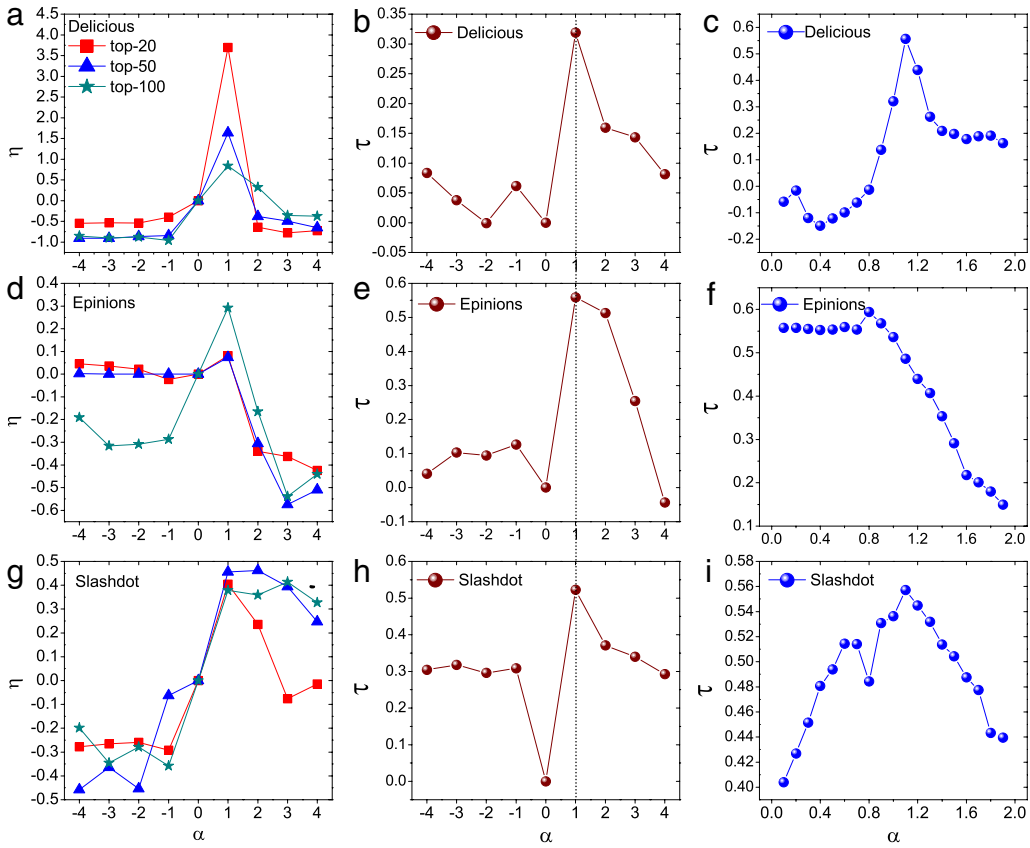 a
Delicious
top-20
top-50
top-100
4.5
4.0
3.5
3.0
2.5
2.0
1.5
1.0
0.5
0.0
-0.5
-1.0
η
-4 -3 -2 -1 0 1 2 3 4
b
Delicious
0.35
0.30
0.25
0.20
0.15
0.10
0.05
0.00
-0.05
τ
-4 -3 -2 -1 0 1 2 3 4
c
Delicious
0.6
0.5
0.4
0.3
0.2
0.1
0.0
-0.1
-0.2
τ
0.0 0.4 0.8 1.2 1.6 2.0
d
Epinions
0.4
0.3
0.2
0.1
0.0
-0.1
-0.2
-0.3
-0.4
-0.5
-0.6
η
-4 -3 -2 -1 0 1 2 3 4
e
Epinions
0.6
0.5
0.4
0.3
0.2
0.1
0.0
-0.1
τ
-4 -3 -2 -1 0 1 2 3 4
f
Epinions
0.6
0.5
0.4
0.3
0.2
0.1
τ
0.0 0.4 0.8 1.2 1.6 2.0
g
Slashdot
0.5
0.4
0.3
0.2
0.1
0.0
-0.1
-0.2
-0.3
-0.4
-0.5
η
-4 -3 -2 -1 0 1 2 3 4
α
h
Slashdot
0.6
0.5
0.4
0.3
0.2
0.1
0.0
τ
-4 -3 -2 -1 0 1 2 3 4
α
i
Slashdot
0.58
0.56
0.54
0.52
0.50
0.48
0.46
0.44
0.42
0.40
τ
0.0 0.4 0.8 1.2 1.6 2.0
α